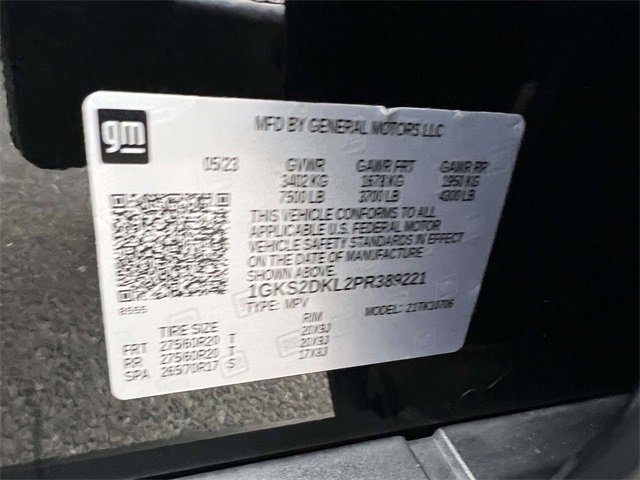 gm
MFD BY GENERAL MOTORS LLC
05/23 GVWR GAWR FRT GAWR RR
3402 KG 1678 KG 1950 KG
7500 LB 3700 LB 4300 LB
THIS VEHICLE CONFORMS TO ALL
APPLICABLE U.S. FEDERAL MOTOR
VEHICLE SAFETY STANDARDS IN EFFECT
ON THE DATE OF MANUFACTURE
SHOWN ABOVE.
1GKS2DKL2PR389221
TYPE: MPV MODEL: 21TK10706
8555
TIRE SIZE RIM
FRT 275/60R20 T 20X9J
RR 275/60R20 T 20X9J
SPA 265/70R17 S 17X8J